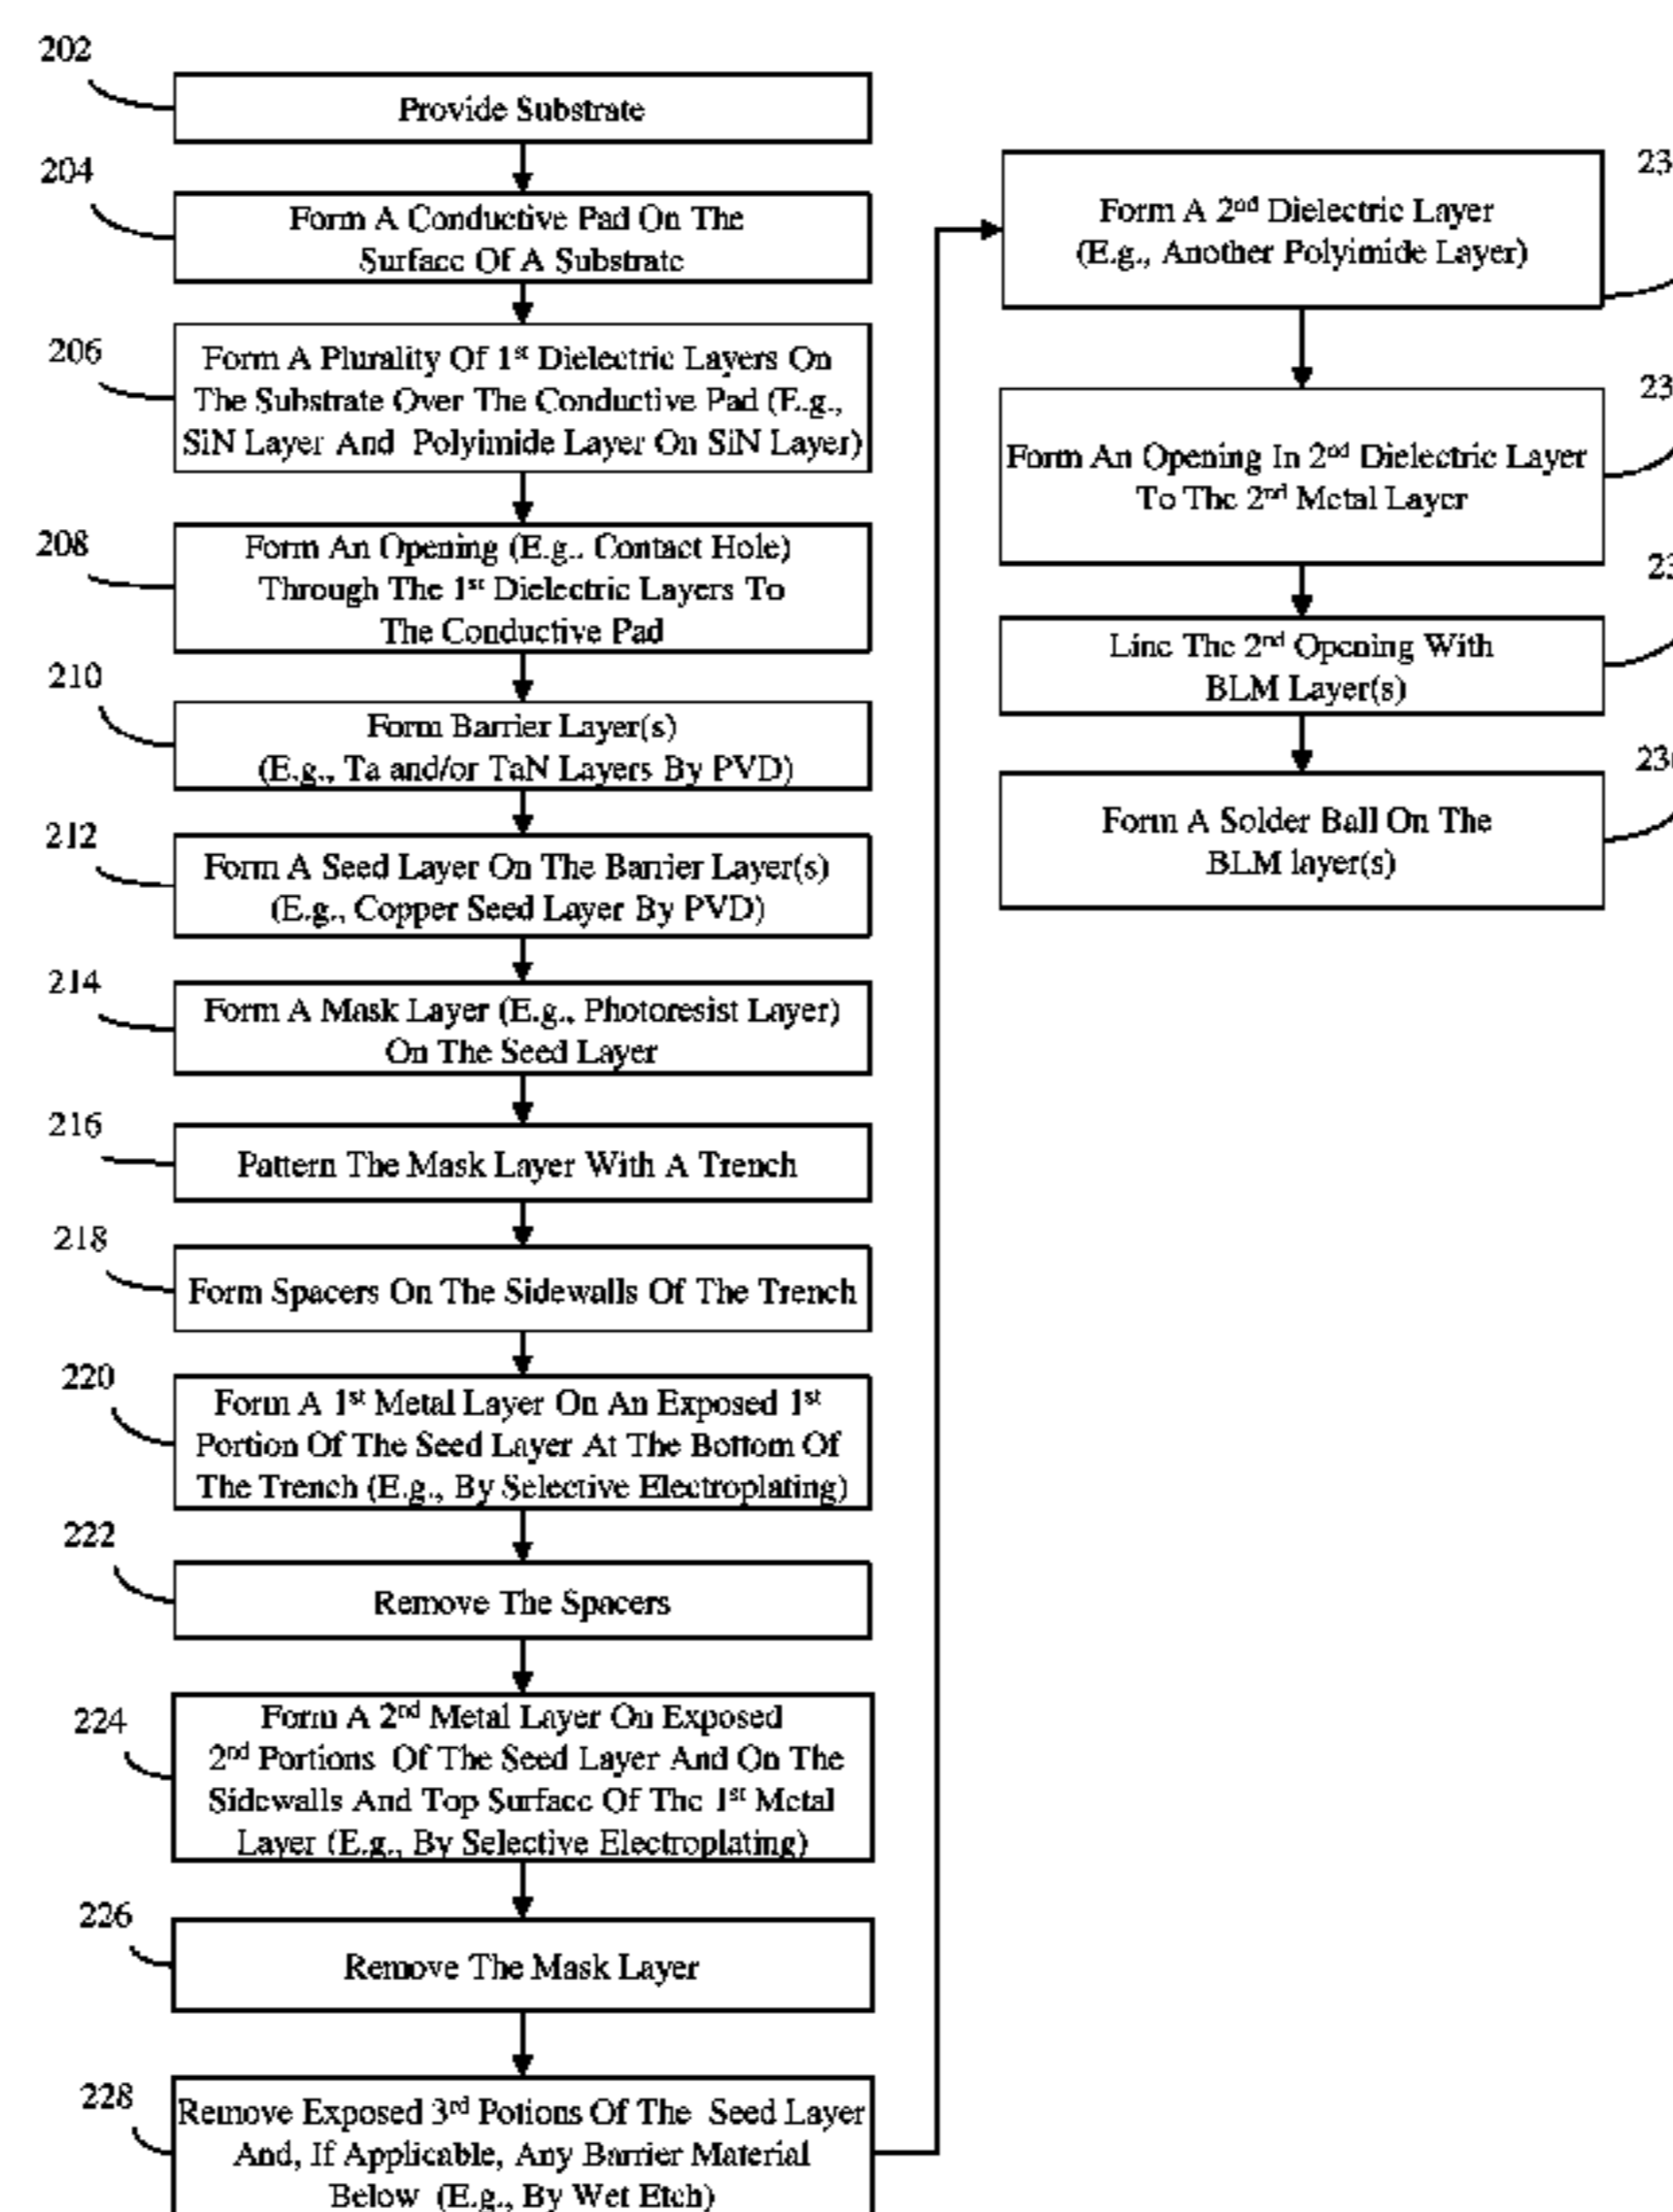 202
Provide Substrate
204
Form A Conductive Pad On The
Surface Of A Substrate
206
Form A Plurality Of 1st Dielectric Layers On
The Substrate Over The Conductive Pad (E.g.,
SiN Layer And Polyimide Layer On SiN Layer)
208
Form An Opening (E.g.. Contact Hole)
Through The 1st Dielectric Layers To
The Conductive Pad
210
Form Barrier Layer(s)
(E.g., Ta and/or TaN Layers By PVD)
212
Form A Seed Layer On The Barrier Layer(s)
(E.g., Copper Seed Layer By PVD)
214
Form A Mask Layer (E.g., Photoresist Layer)
On The Seed Layer
216
Pattern The Mask Layer With A Trench
218
Form Spacers On The Sidewalls Of The Trench
220
Form A 1st Metal Layer On An Exposed 1st
Portion Of The Seed Layer At The Bottom Of
The Trench (E.g., By Selective Electroplating)
222
Remove The Spacers
224
Form A 2nd Metal Layer On Exposed
2nd Portions Of The Seed Layer And On The
Sidewalls And Top Surface Of The 1st Metal
Layer (E.g., By Selective Electroplating)
226
Remove The Mask Layer
228
Remove Exposed 3rd Potions Of The Seed Layer
And, If Applicable, Any Barrier Material
Below (E.g., By Wet Etch)
23
Form A 2nd Dielectric Layer
(E.g., Another Polyimide Layer)
23
Form An Opening In 2nd Dielectric Layer
To The 2nd Metal Layer
23
Line The 2nd Opening With
BLM Layer(s)
23
Form A Solder Ball On The
BLM layer(s)